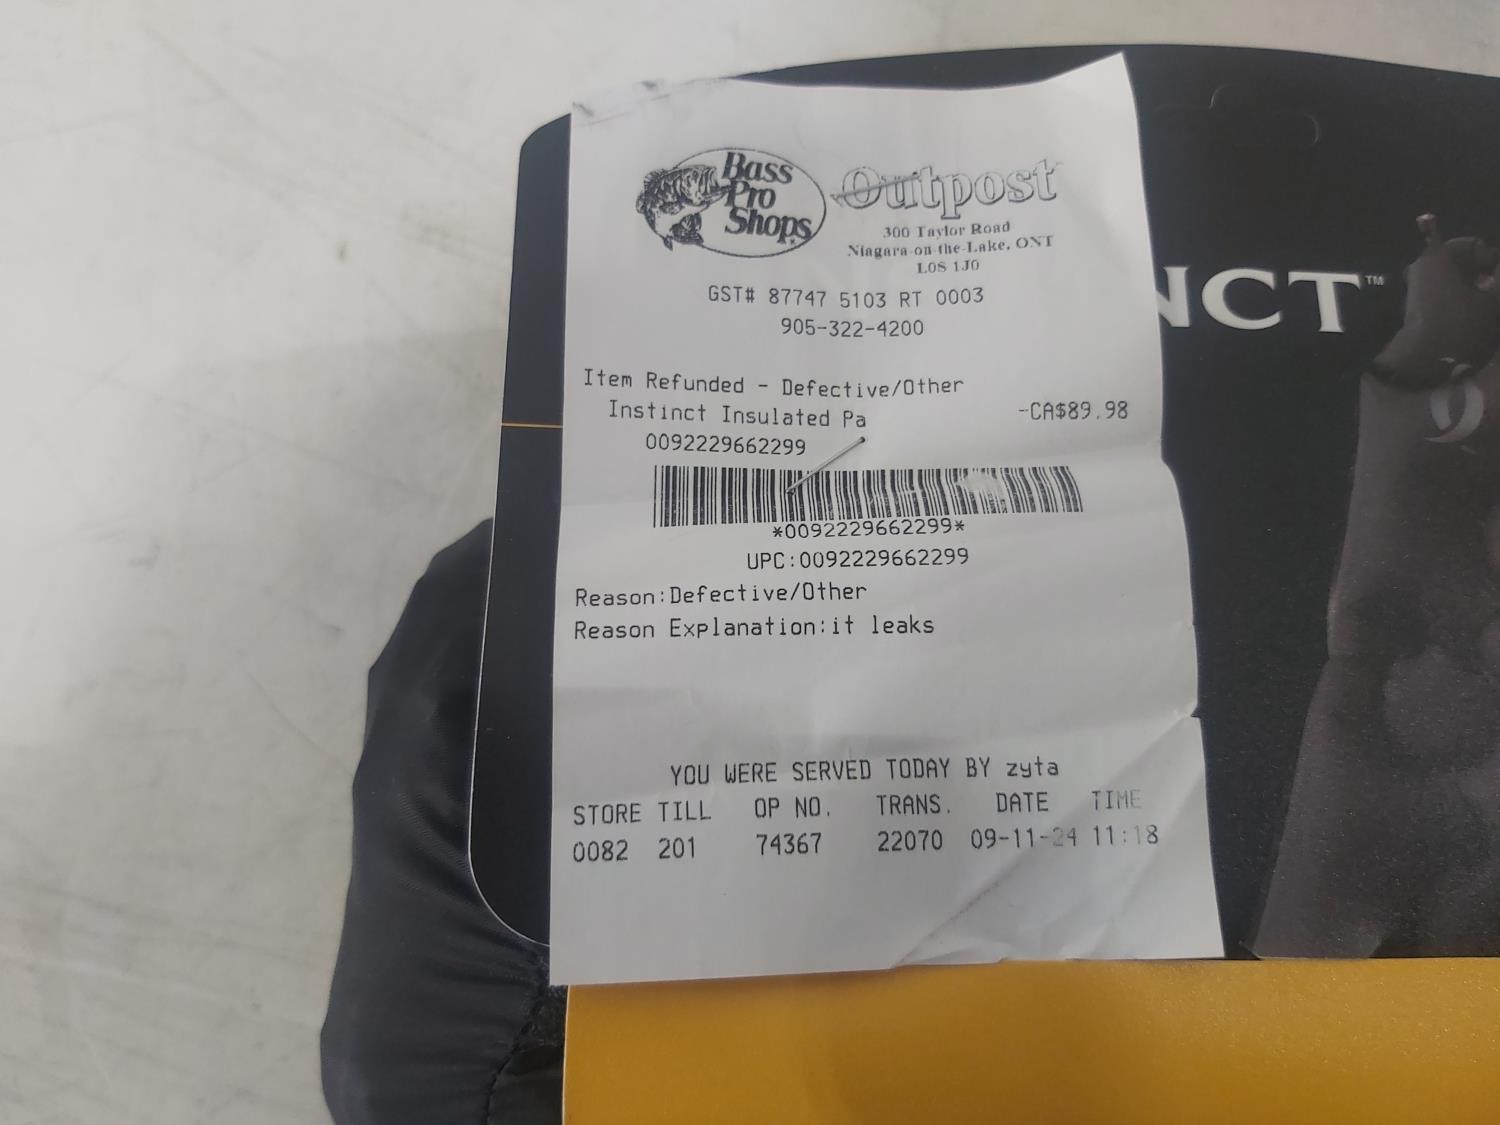 Bass
Pro
Shops
Outpost
300 Taylor Road
Niagara-on-the-Lake, ONT
L0S 1J0
GST# 87747 5103 RT 0003
905-322-4200
Item Refunded - Defective/Other
Instinct Insulated Pa -CA$89.98
0092229662299
*0092229662299*
UPC:0092229662299
Reason:Defective/Other
Reason Explanation:it leaks
YOU WERE SERVED TODAY BY zyta
STORE TILL OP NO. TRANS. DATE TIME
0082 201 74367 22070 09-11-24 11:18
NCT™